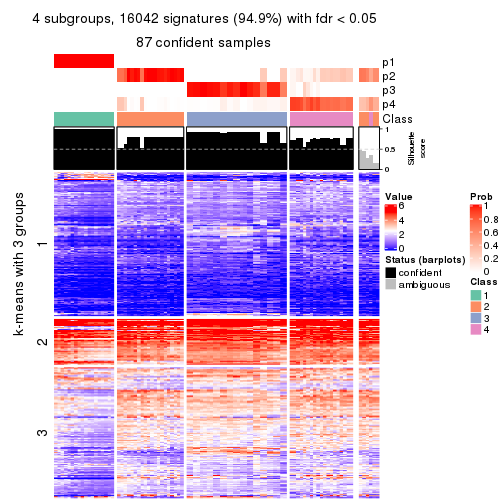 4 subgroups, 16042 signatures (94.9%) with fdr < 0.05
87 confident samples
p1
p2
p3
p4
Class
1
0.5
0
Silhouette
score
k-means with 3 groups
1
2
3
Value
6
4
2
0
Status (barplots)
confident
ambiguous
Prob
1
0.8
0.6
0.4
0.2
0
Class
1
2
3
4